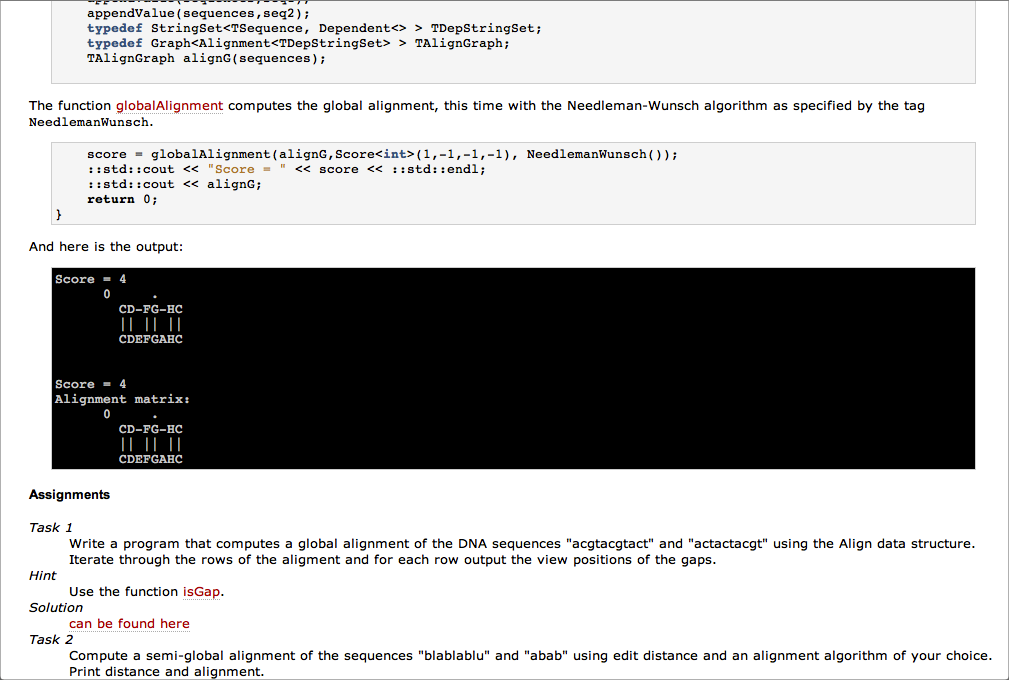 appendValue(sequences,seq2);
typedef StringSet<TSequence, Dependent<> > TDepStringSet;
typedef Graph<Alignment<TDepStringSet> > TAlignGraph;
TAlignGraph alignG(sequences);
The function globalAlignment computes the global alignment, this time with the Needleman-Wunsch algorithm as specified by the tag
NeedlemanWunsch.
score = globalAlignment(alignG,Score<int>(1,-1,-1,-1), NeedlemanWunsch());
::std::cout << "Score = " << score << ::std::endl;
::std::cout << alignG;
return 0;
}
And here is the output:
Score = 4
0 .
CD-FG-HC
|| || ||
CDEFGAHC
Score = 4
Alignment matrix:
0 .
CD-FG-HC
|| || ||
CDEFGAHC
Assignments
Task 1
Write a program that computes a global alignment of the DNA sequences "acgtacgtact" and "actactacgt" using the Align data structure.
Iterate through the rows of the aligment and for each row output the view positions of the gaps.
Hint
Use the function isGap.
Solution
can be found here
Task 2
Compute a semi-global alignment of the sequences "blablablu" and "abab" using edit distance and an alignment algorithm of your choice.
Print distance and alignment.